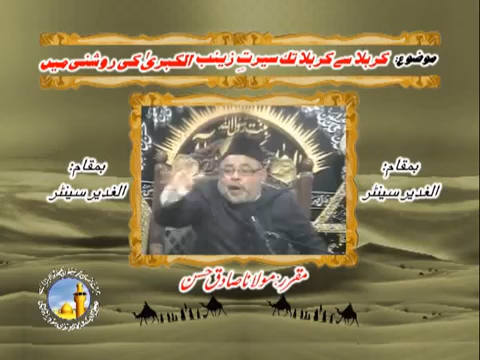 موضوع: کربلا سے کربلا تک سیرتِ زینب الکبریٰ کی روشنی میں
بمقام:
الغدیر سینٹر
بمقام:
الغدیر سینٹر
مقرر: مولانا صادق حسن